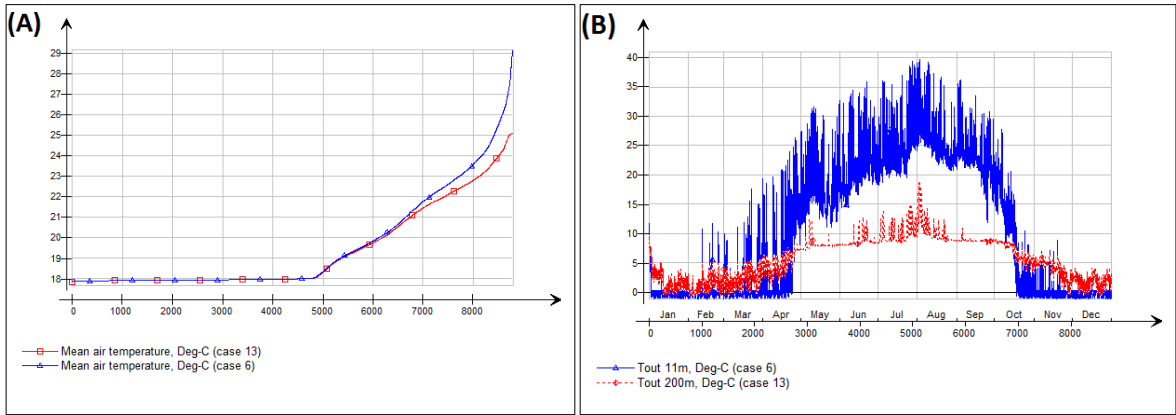 (A)
29
28
27
26
25
24
23
22
21
20
19
18
0 1000 2000 3000 4000 5000 6000 7000 8000
Mean air temperature, Deg-C (case 13)
Mean air temperature, Deg-C (case 6)
(B)
40
35
30
25
20
15
10
5
0
Jan Feb Mar Apr May Jun Jul Aug Sep Oct Nov Dec
0 1000 2000 3000 4000 5000 6000 7000 8000
Tout 11m, Deg-C (case 6)
Tout 200m, Deg-C (case 13)